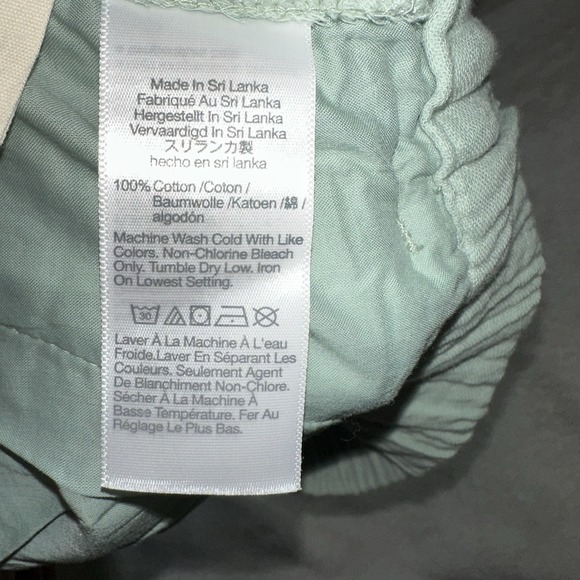 Made In Sri Lanka
Fabriqué Au Sri Lanka
Hergestellt In Sri Lanka
Vervaardigd In Sri Lanka
スリランカ製
hecho en sri lanka
100% Cotton /Coton/
Baumwolle /Katoen /綿 /
algodón
Machine Wash Cold With Like
Colors. Non-Chlorine Bleach
Only. Tumble Dry Low. Iron
On Lowest Setting.
30
Laver À La Machine À L'eau
Froide.Laver En Séparant Les
Couleurs. Seulement Agent
De Blanchiment Non-Chlore.
Sécher À La Machine À
Basse Température. Fer Au
Réglage Le Plus Bas.